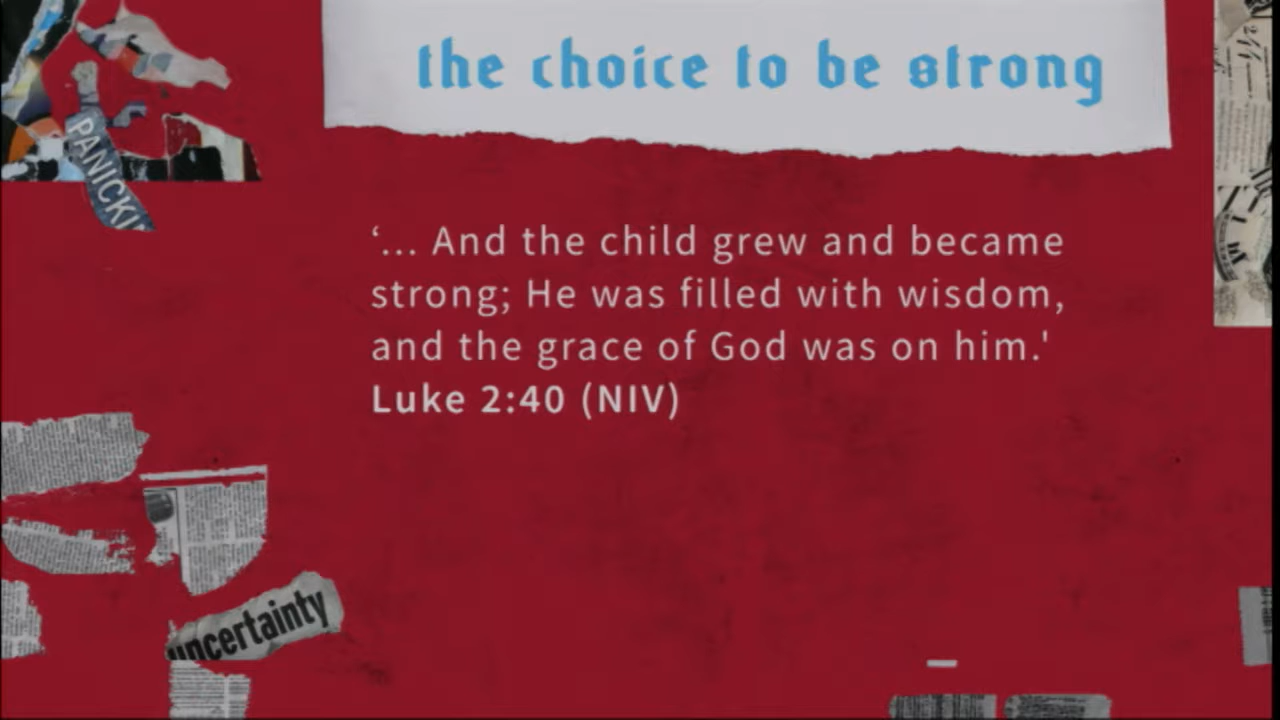 the choice to be strong
PANICKI
‘... And the child grew and became
strong; He was filled with wisdom,
and the grace of God was on him.'
Luke 2:40 (NIV)
uncertainty